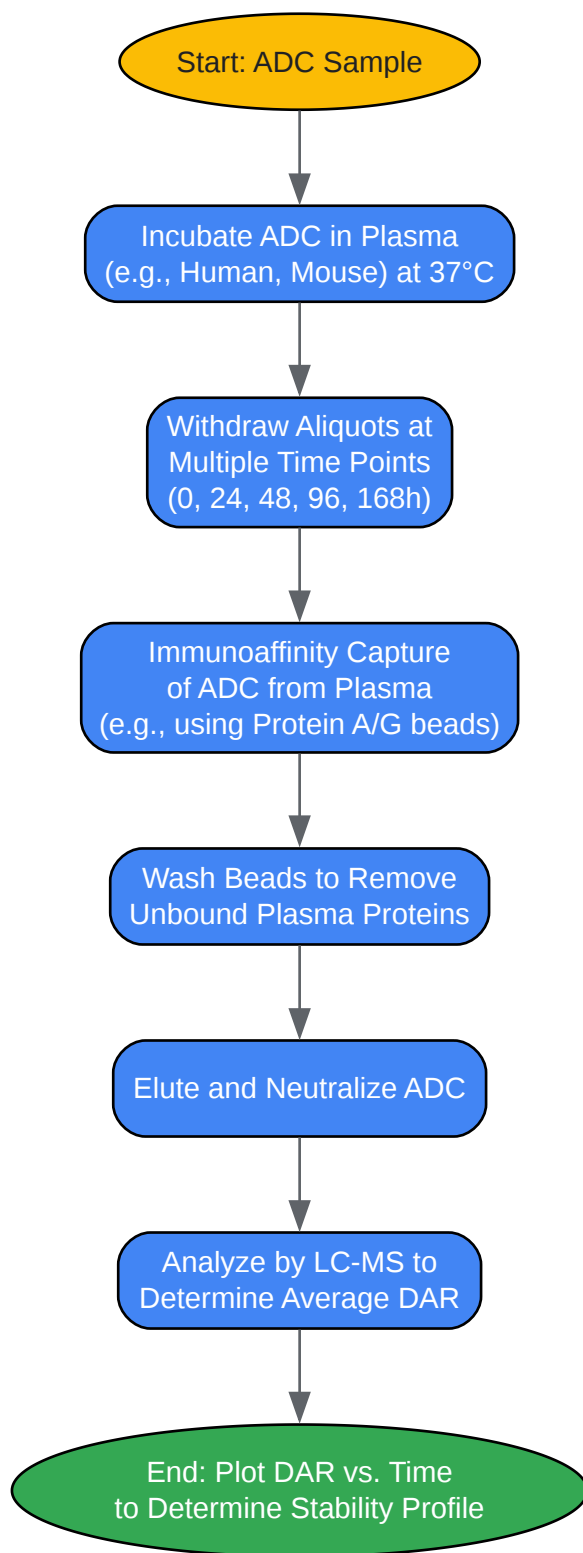 Start: ADC Sample
Incubate ADC in Plasma
(e.g., Human, Mouse) at 37°C
Withdraw Aliquots at
Multiple Time Points
(0, 24, 48, 96, 168h)
Immunoaffinity Capture
of ADC from Plasma
(e.g., using Protein A/G beads)
Wash Beads to Remove
Unbound Plasma Proteins
Elute and Neutralize ADC
Analyze by LC-MS to
Determine Average DAR
End: Plot DAR vs. Time
to Determine Stability Profile